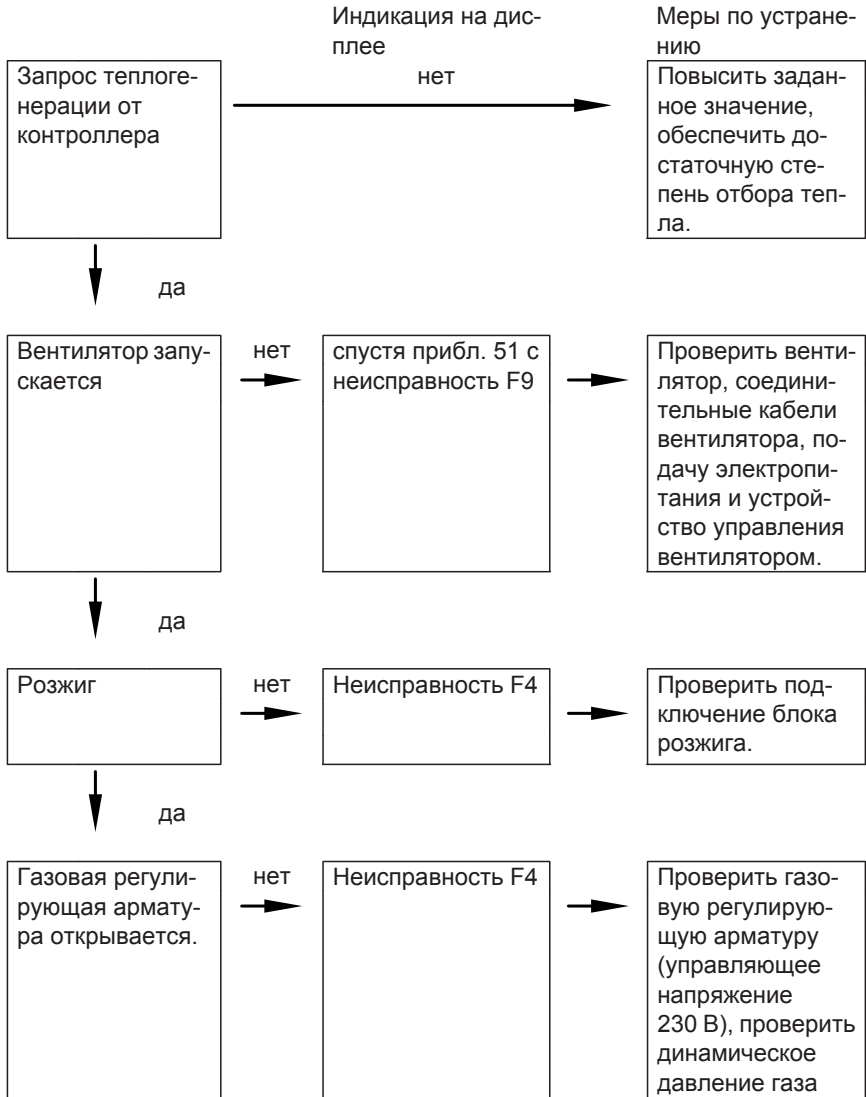 Индикация на дис-
плее
Меры по устране-
нию
Запрос теплоге-
нерации от
контроллера
нет
Повысить задан-
ное значение,
обеспечить до-
статочную сте-
пень отбора теп-
ла.
да
Вентилятор запу-
скается
нет
спустя прибл. 51 с
неисправность F9
Проверить венти-
лятор, соедини-
тельные кабели
вентилятора, по-
дачу электропи-
тания и устрой-
ство управления
вентилятором.
да
Розжиг
нет
Неисправность F4
Проверить под-
ключение блока
розжига.
да
Газовая регули-
рующая армату-
ра открывается.
нет
Неисправность F4
Проверить газо-
вую регулирую-
щую арматуру
(управляющее
напряжение
230 В), проверить
динамическое
давление газа